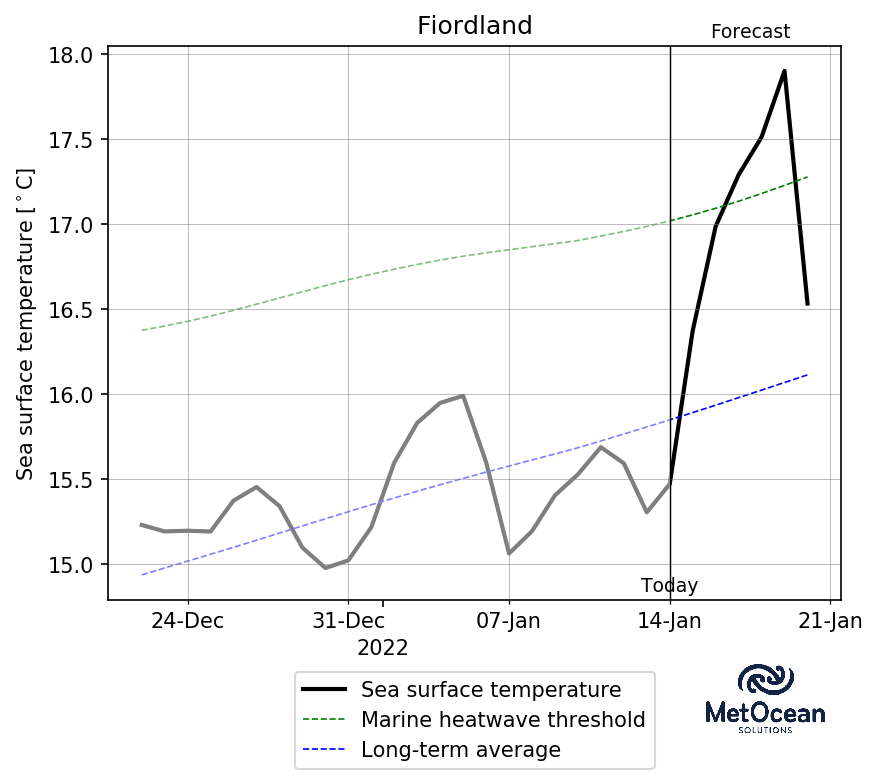 Fiordland
Forecast
Sea surface temperature [°C]
18.0
17.5
17.0
16.5
16.0
15.5
15.0
Today
24-Dec 31-Dec 07-Jan 14-Jan 21-Jan
2022
Sea surface temperature
Marine heatwave threshold
Long-term average
MetOcean
SOLUTIONS